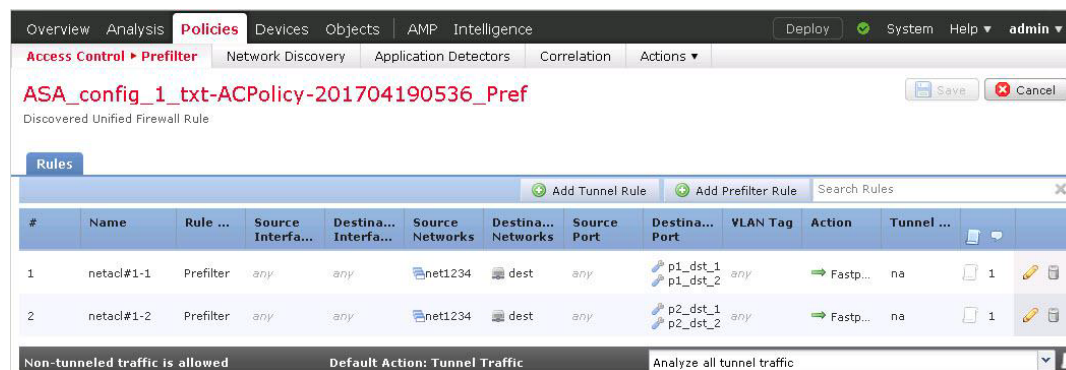 Overview Analysis Policies Devices Objects AMP Intelligence Deploy System Help admin
Access Control ▸ Prefilter Network Discovery Application Detectors Correlation Actions
ASA_config_1_txt-ACPolicy-201704190536_Pref Save Cancel
Discovered Unified Firewall Rule
Rules
Add Tunnel Rule Add Prefilter Rule Search Rules
# Name Rule ... Source Interfa... Destina... Interfa... Source Networks Destina... Networks Source Port Destina... Port VLAN Tag Action Tunnel ...
1 netacl#1-1 Prefilter any any net1234 dest any p1_dst_1 p1_dst_2 any Fastp... na 1
2 netacl#1-2 Prefilter any any net1234 dest any p2_dst_1 p2_dst_2 any Fastp... na 1
Non-tunneled traffic is allowed Default Action: Tunnel Traffic Analyze all tunnel traffic